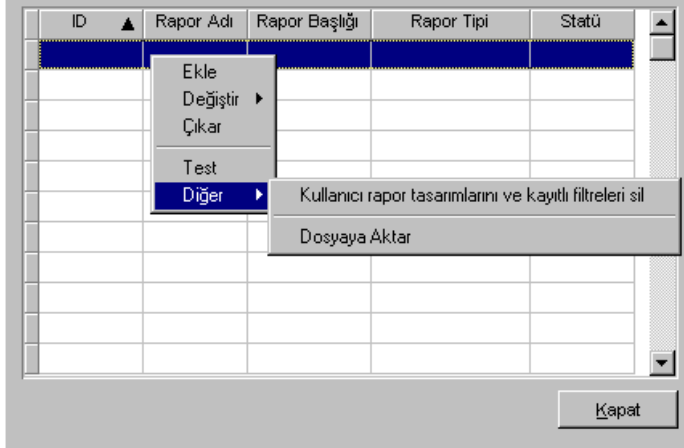 ID Rapor Adı Rapor Başlığı Rapor Tipi Statü
Ekle
Değiştir
Çıkar
Test
Diğer
Kullanıcı rapor tasarımlarını ve kayıtlı filtreleri sil
Dosyaya Aktar
Kapat